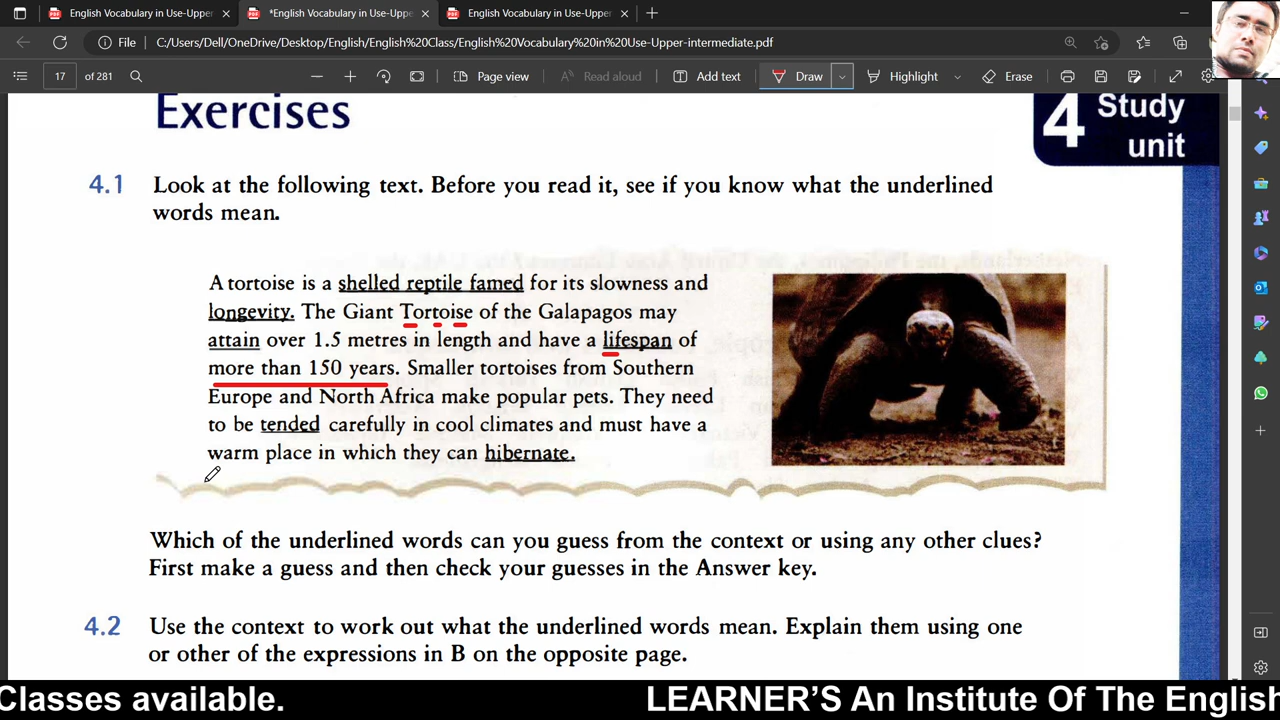 English Vocabulary in Use-Upper
*English Vocabulary in Use-Uppe
English Vocabulary in Use-Upper
File
C:/Users/Dell/OneDrive/Desktop/English/English%20Class/English%20Vocabulary%20in%20Use-Upper-intermediate.pdf
17 of 281
Page view
Read aloud
Add text
Draw
Highlight
Erase
Exercises
4 Study unit
4.1 Look at the following text. Before you read it, see if you know what the underlined
words mean.
A tortoise is a shelled reptile famed for its slowness and
longevity. The Giant Tortoise of the Galapagos may
attain over 1.5 metres in length and have a lifespan of
more than 150 years. Smaller tortoises from Southern
Europe and North Africa make popular pets. They need
to be tended carefully in cool climates and must have a
warm place in which they can hibernate.
Which of the underlined words can you guess from the context or using any other clues?
First make a guess and then check your guesses in the Answer key.
4.2 Use the context to work out what the underlined words mean. Explain them using one
or other of the expressions in B on the opposite page.
Classes available. LEARNER'S An Institute Of The English